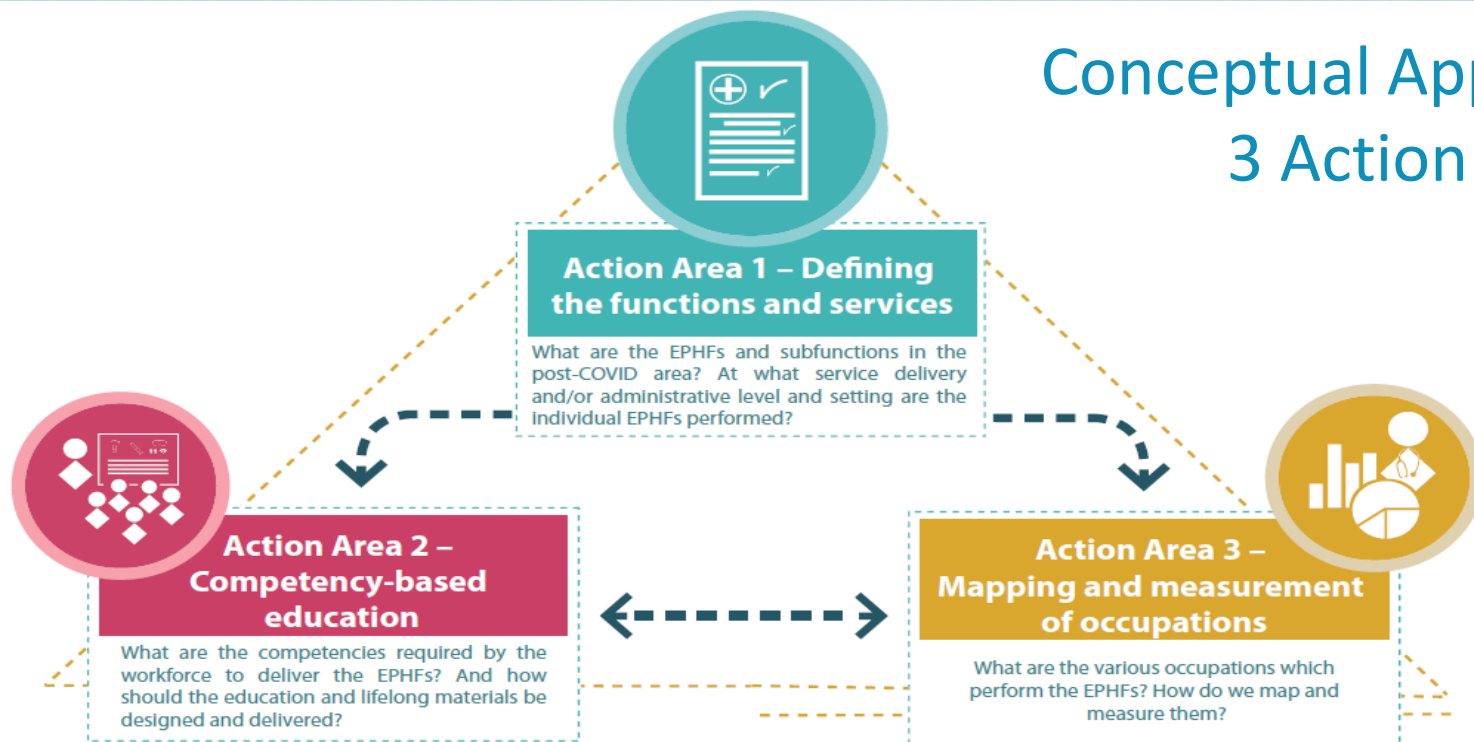 Conceptual App
3 Action
Action Area 1 – Defining
the functions and services
What are the EPHFs and subfunctions in the
post-COVID area? At what service delivery
and/or administrative level and setting are the
individual EPHFs performed?
Action Area 2 –
Competency-based
education
What are the competencies required by the
workforce to deliver the EPHFs? And how
should the education and lifelong materials be
designed and delivered?
Action Area 3 –
Mapping and measurement
of occupations
What are the various occupations which
perform the EPHFs? How do we map and
measure them?